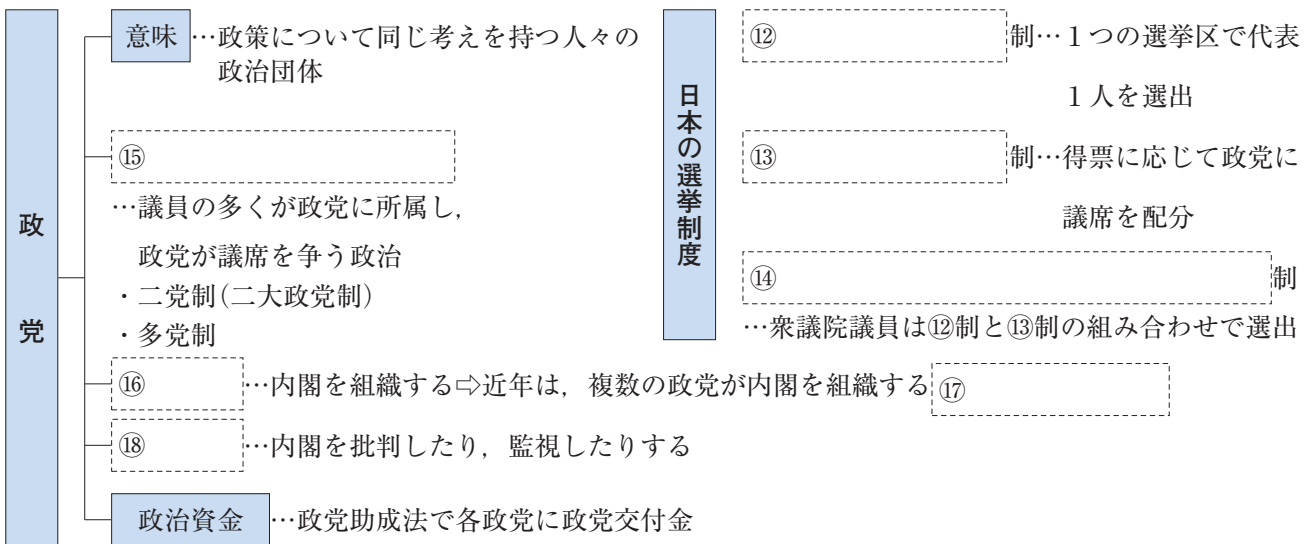 政党
意味…政策について同じ考えを持つ人々の
政治団体
⑮
…議員の多くが政党に所属し，
政党が議席を争う政治
・二党制(二大政党制)
・多党制
⑯…内閣を組織する⇨近年は，複数の政党が内閣を組織する⑰
⑱…内閣を批判したり，監視したりする
政治資金…政党助成法で各政党に政党交付金
日本の選挙制度
⑫制…１つの選挙区で代表
１人を選出
⑬制…得票に応じて政党に
議席を配分
⑭制
…衆議院議員は⑫制と⑬制の組み合わせで選出